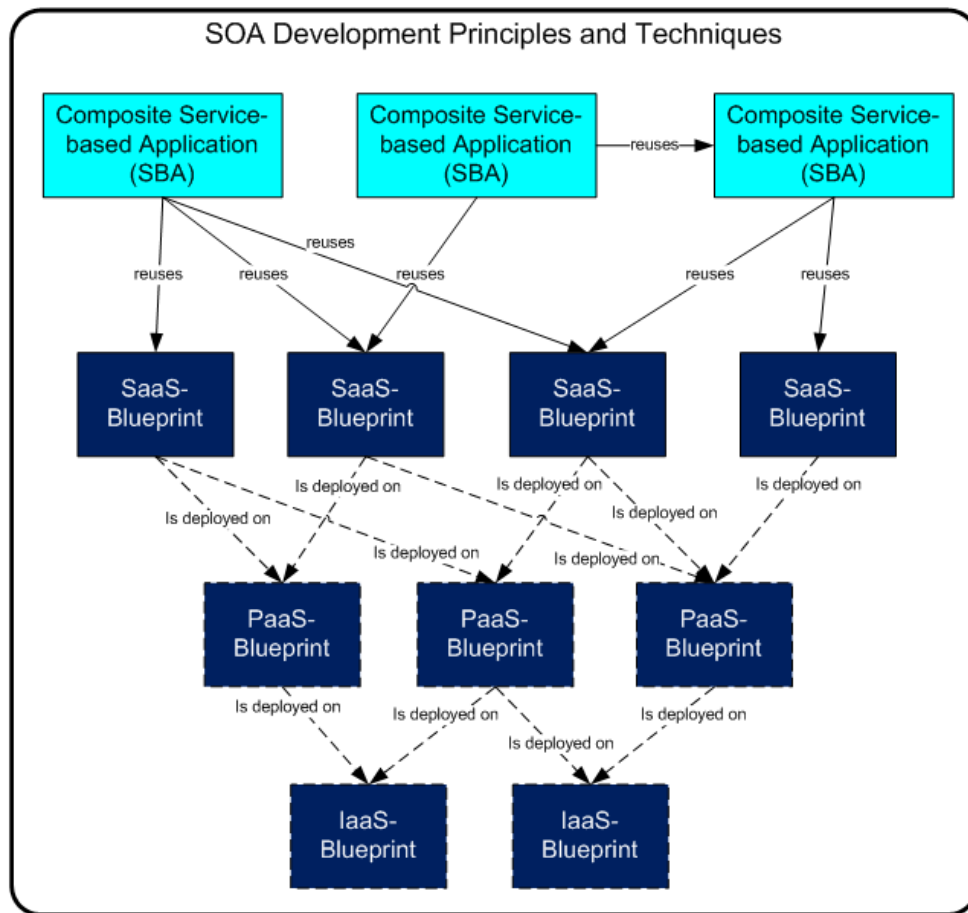 SOA Development Principles and Techniques
Composite Service-
based Application
(SBA)
Composite Service-
based Application
(SBA)
Composite Service-
based Application
(SBA)
reuses
reuses
reuses
reuses
reuses
reuses
reuses
SaaS-
Blueprint
SaaS-
Blueprint
SaaS-
Blueprint
SaaS-
Blueprint
Is deployed on
Is deployed on
Is deployed on
Is deployed on
Is deployed on
Is deployed on
Is deployed on
PaaS-
Blueprint
PaaS-
Blueprint
PaaS-
Blueprint
Is deployed on
Is deployed on
Is deployed on
Is deployed on
IaaS-
Blueprint
IaaS-
Blueprint